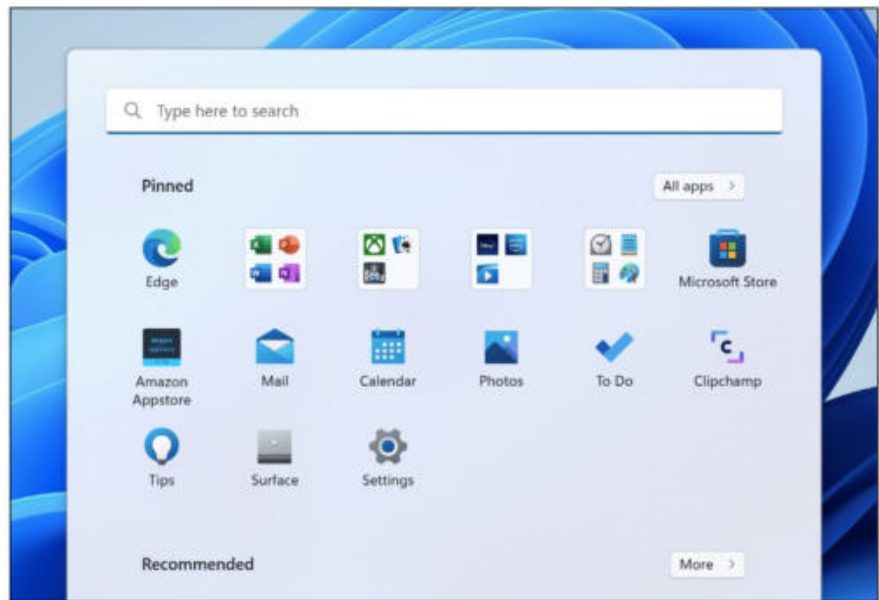 Type here to search
Pinned
All apps
Edge
Microsoft Store
Amazon
Appstore
Mail
Calendar
Photos
To Do
Clipchamp
Tips
Surface
Settings
Recommended
More